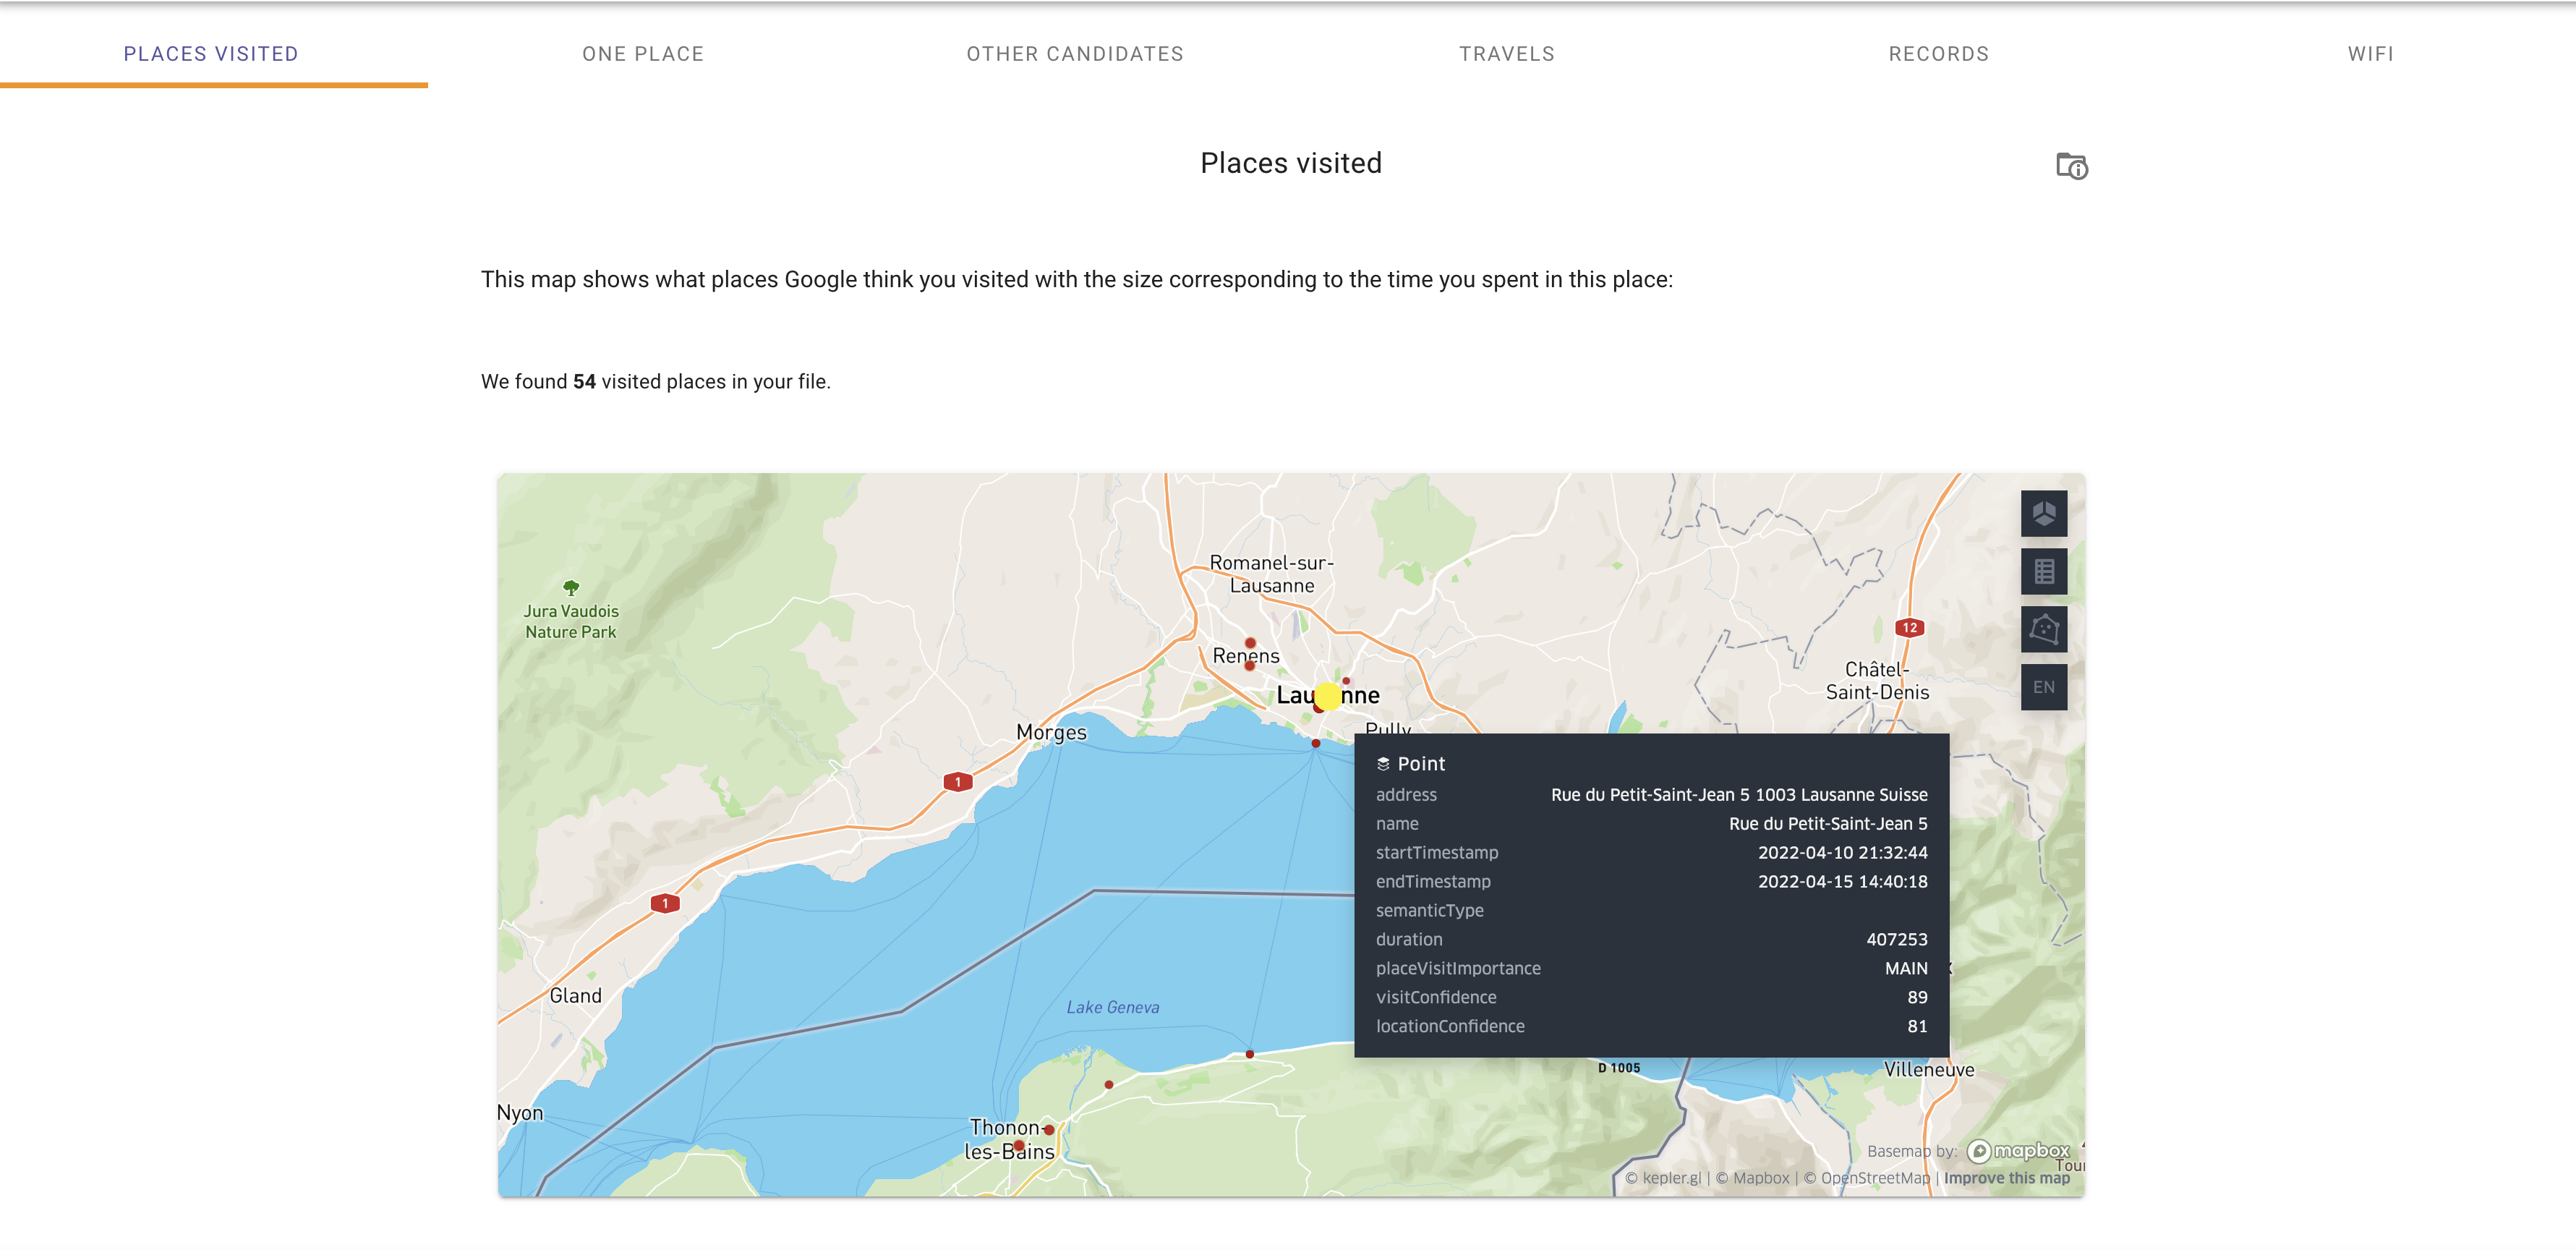 PLACES VISITED
ONE PLACE
OTHER CANDIDATES
TRAVELS
RECORDS
WIFI
Places visited
This map shows what places Google think you visited with the size corresponding to the time you spent in this place:
We found 54 visited places in your file.
Romanel-sur-
Lausanne
Jura Vaudois
Nature Park
12
Renens
Châtel-
Saint-Denis
EN
Morges
Pully
1
Point
address Rue du Petit-Saint-Jean 5 1003 Lausanne Suisse
name Rue du Petit-Saint-Jean 5
startTimestamp 2022-04-10 21:32:44
endTimestamp 2022-04-15 14:40:18
semanticType
duration 407253
placeVisitImportance MAIN
visitConfidence 89
locationConfidence 81
1
Gland
Lake Geneva
D 1005
Villeneuve
Nyon
Thonon-
les-Bains
Basemap by: mapbox
© kepler.gl | © Mapbox | © OpenStreetMap | Improve this map